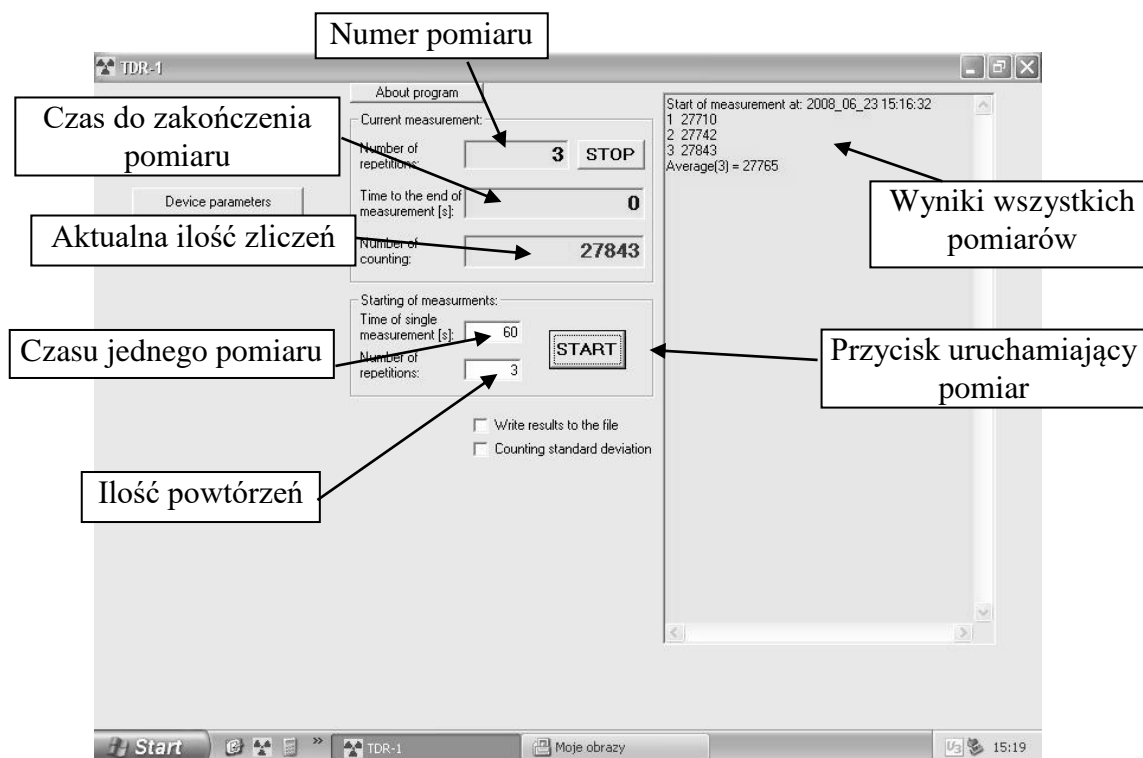 Numer pomiaru
TDR-1
About program
Czas do zakończenia
pomiaru
Current measurement:
Number of
repetitions:
3
STOP
Start of measurement at: 2008_06_23 15:16:32
1 27710
2 27742
3 27843
Average(3) = 27765
Device parameters
Time to the end of
measurement [s]:
0
Wyniki wszystkich
pomiarów
Aktualna ilość zliczeń
Number of
counting:
27843
Starting of measurments:
Time of single
measurement [s]:
60
START
Czasu jednego pomiaru
Number of
repetitions:
3
Przycisk uruchamiający
pomiar
Write results to the file
Counting standard deviation
Ilość powtórzeń
Start
»
TDR-1
Moje obrazy
U3
15:19